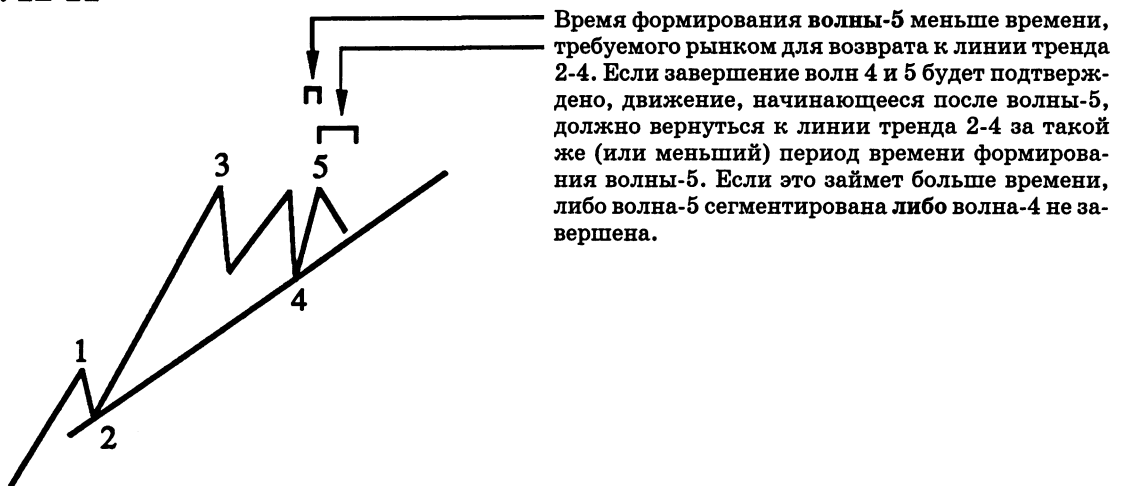 Время формирования волны-5 меньше времени,
требуемого рынком для возврата к линии тренда
2-4. Если завершение волн 4 и 5 будет подтверж-
дено, движение, начинающееся после волны-5,
должно вернуться к линии тренда 2-4 за такой
же (или меньший) период времени формирова-
ния волны-5. Если это займет больше времени,
либо волна-5 сегментирована либо волна-4 не за-
вершена.
3
5
4
1
2